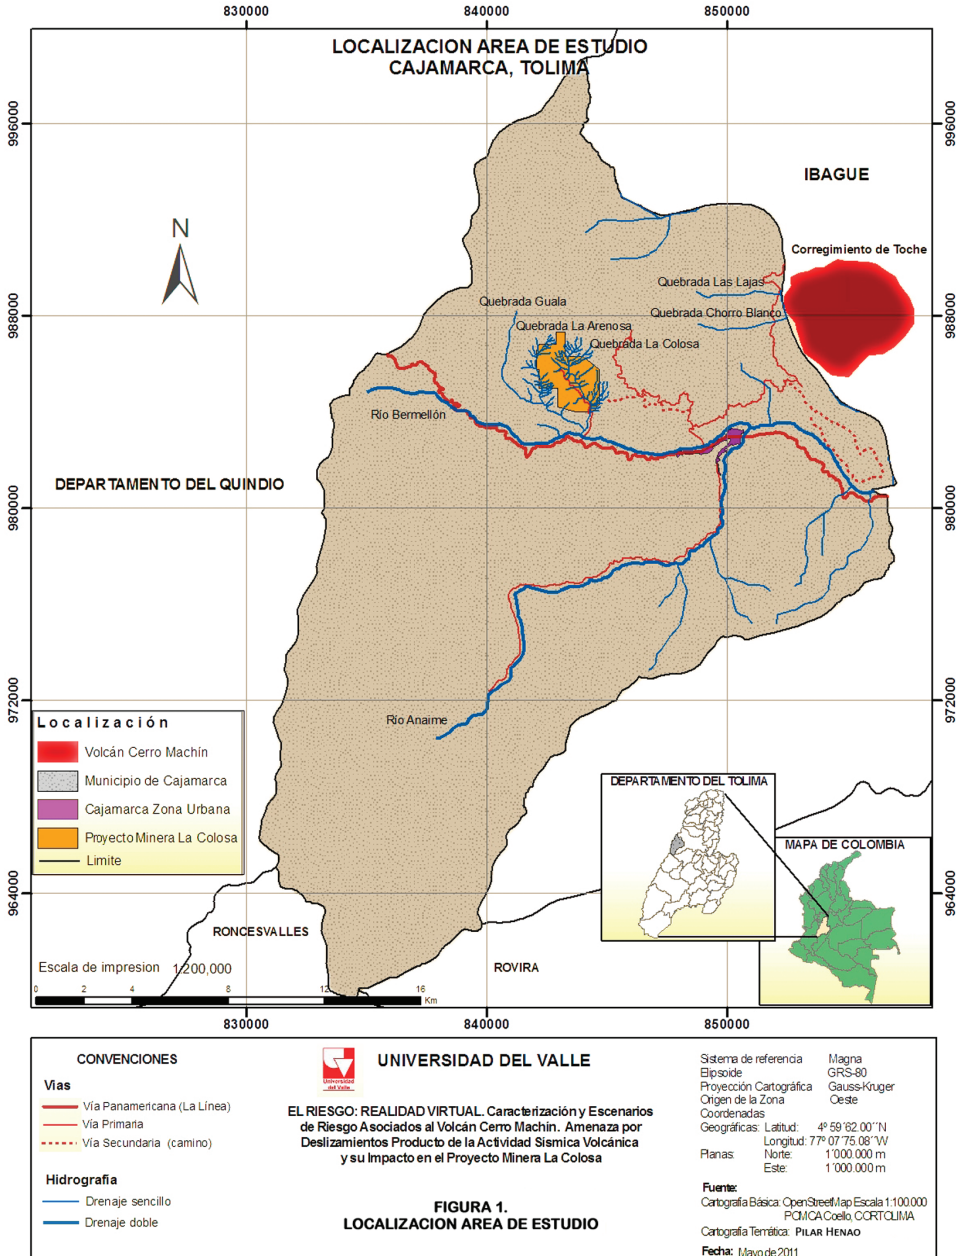 830000
840000
850000
LOCALIZACION AREA DE ESTUDIO
CAJAMARCA, TOLIMA
996000
996000
IBAGUE
N
Corregimiento de Toche
Quebrada Las Lajas
Quebrada Guala
988000
988000
Quebrada Chorro Blanco
Quebrada La Arenosa
Quebrada La Colosa
Río Bermellón
DEPARTAMENTO DEL QUINDIO
980000
980000
972000
972000
Río Anaime
Localización
Volcán Cerro Machín
Municipio de Cajamarca
Cajamarca Zona Urbana
Proyecto Minera La Colosa
Limite
DEPARTAMENTO DEL TOLIMA
MAPA DE COLOMBIA
964000
964000
RONCESVALLES
ROVIRA
Escala de impresion 1:200,000
0 2 4 8 12 16
Km
830000
840000
850000
CONVENCIONES
Vias
Vía Panamericana (La Línea)
Vía Primaria
Vía Secundaria (camino)
Hidrografia
Drenaje sencillo
Drenaje doble
Universidad
del Valle
UNIVERSIDAD DEL VALLE
EL RIESGO: REALIDAD VIRTUAL. Caracterización y Escenarios
de Riesgo Asociados al Volcán Cerro Machín. Amenaza por
Deslizamientos Producto de la Actividad Sismica Volcánica
y su Impacto en el Proyecto Minera La Colosa
FIGURA 1.
LOCALIZACION AREA DE ESTUDIO
Sistema de referencia Magna
Elipsoide GRS-80
Proyección Cartográfica Gauss-Kruger
Origen de la Zona Oeste
Coordenadas
Geográficas: Latitud: 4º 59´62.00´´N
Longitud: 77º 07´75.08´´W
Planas: Norte: 1´000.000 m
Este: 1´000.000 m
Fuente:
Cartografía Básica: OpenStreetMap Escala 1:100.000
POMCA Coello, CORTOLIMA
Cartografía Temática: PILAR HENAO
Fecha: Mayo de 2011